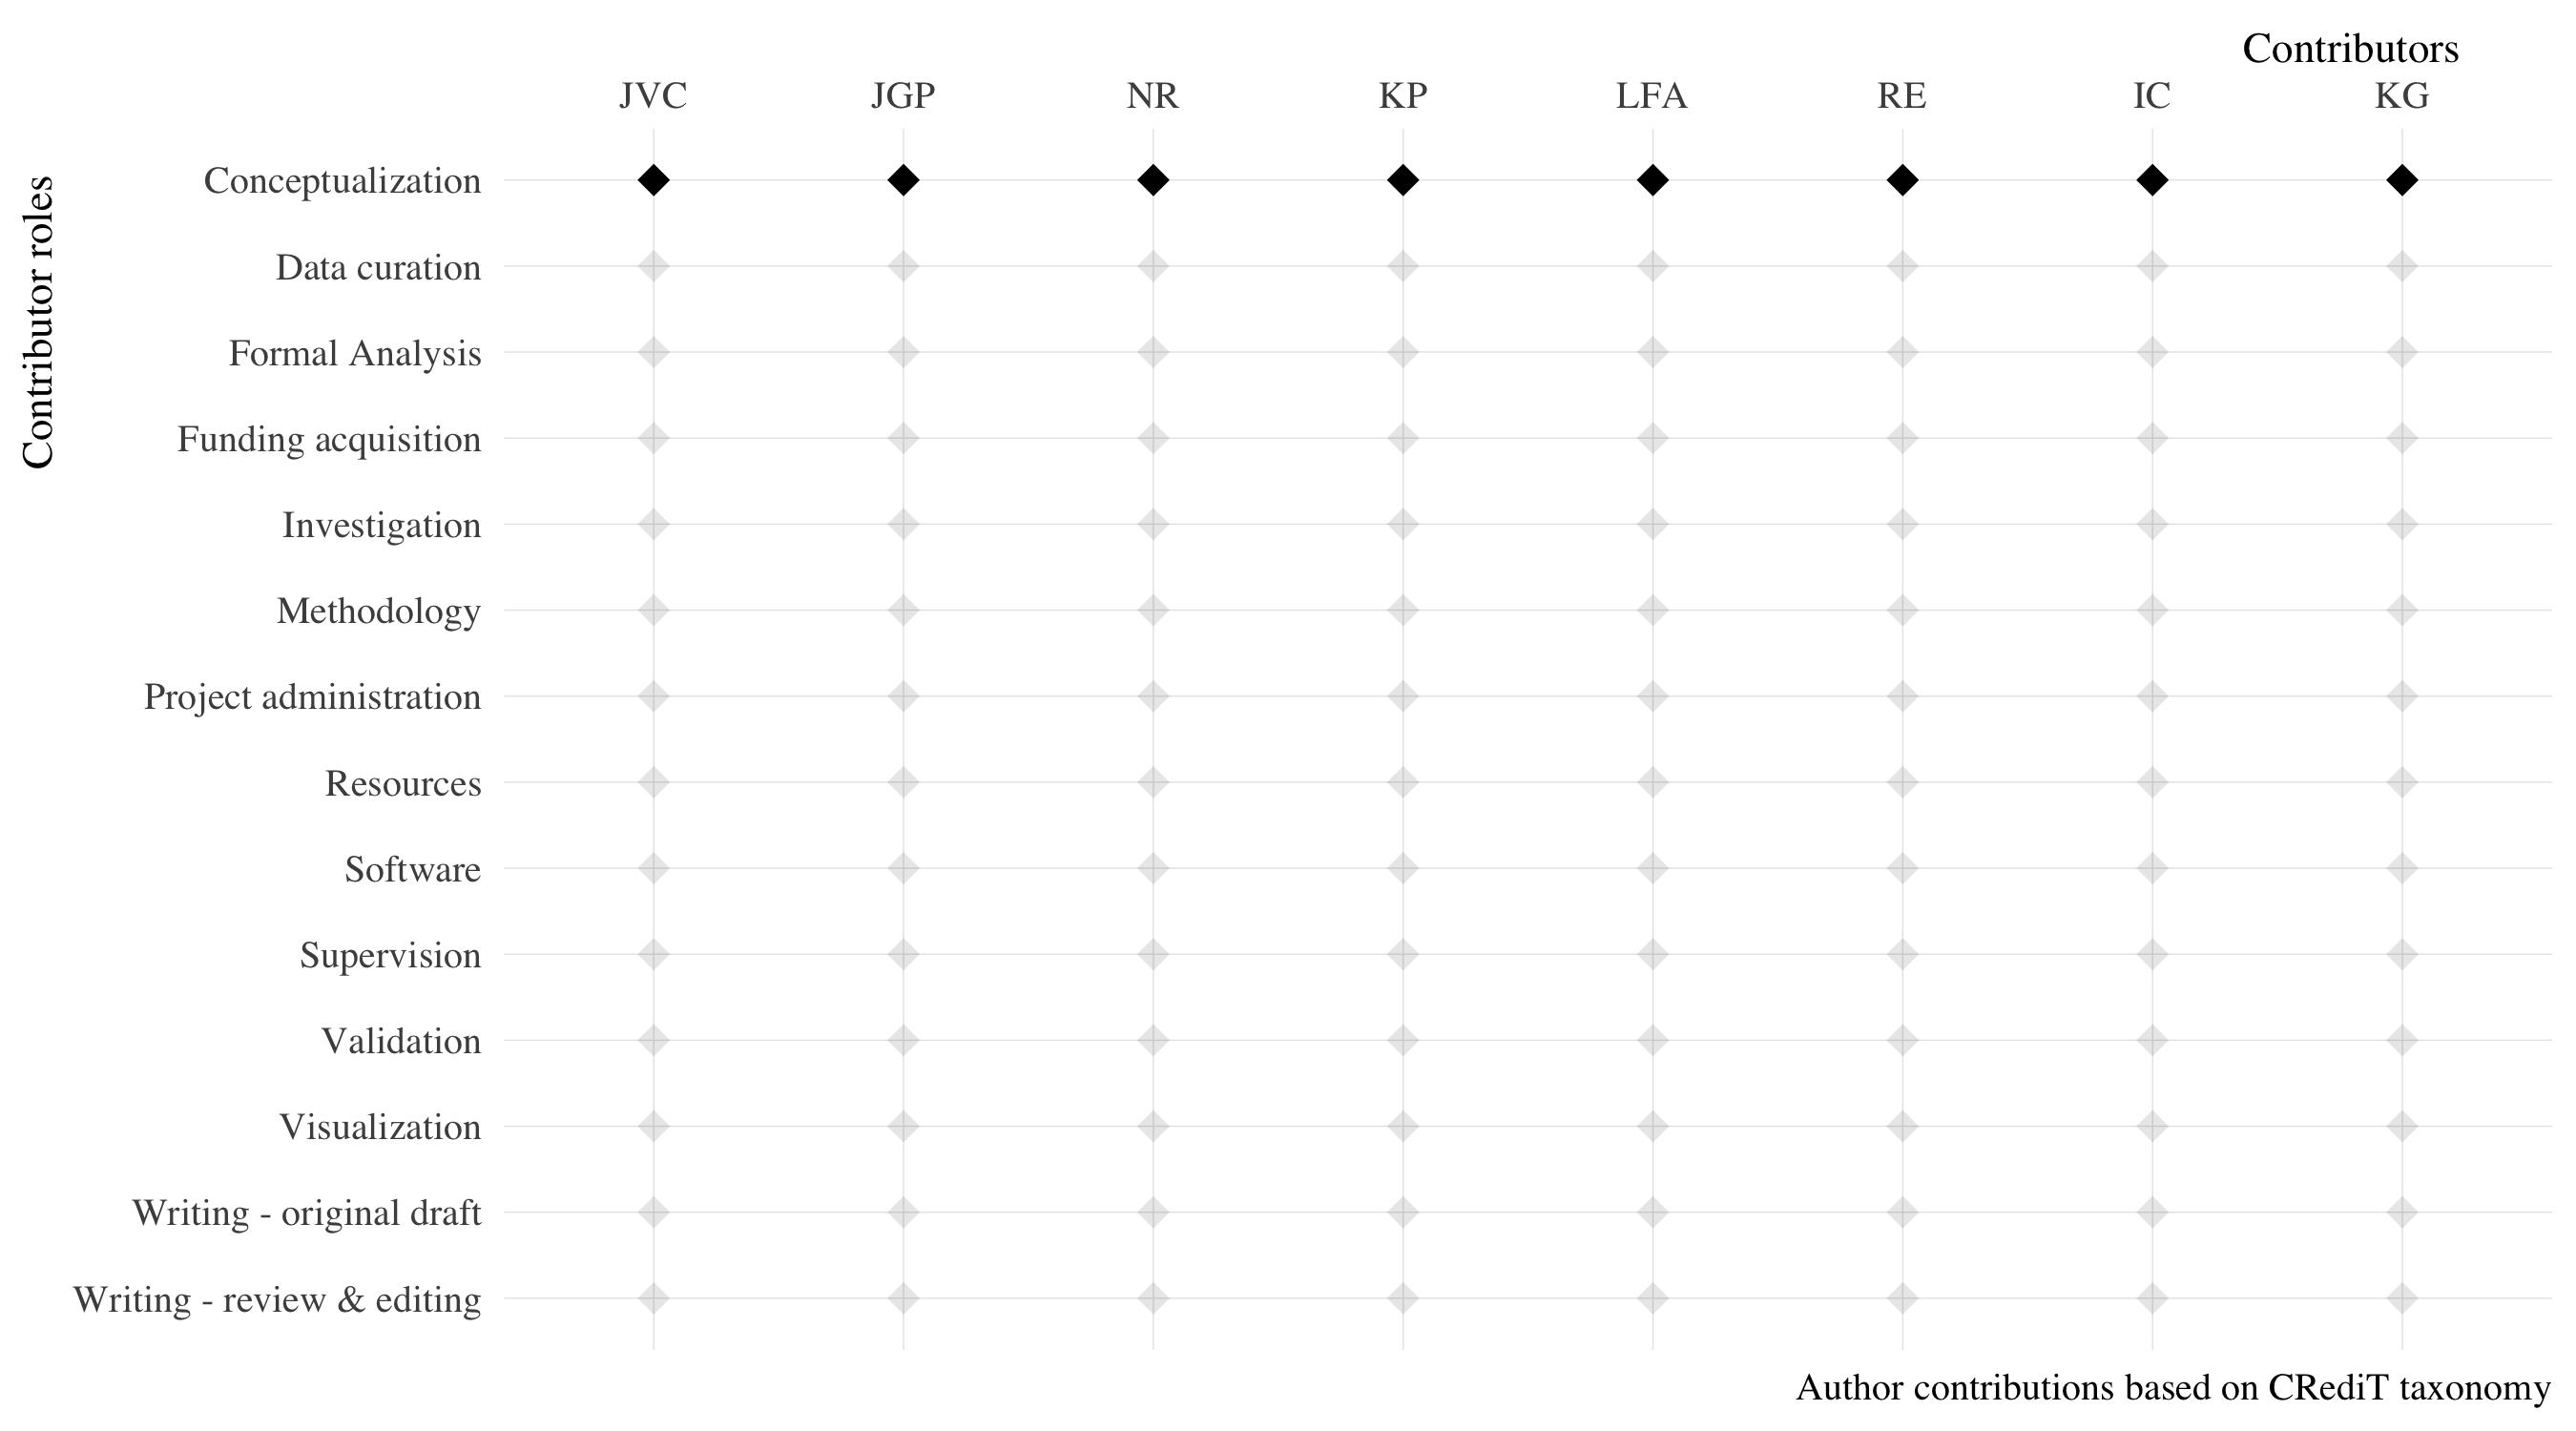 Contributors
JVC JGP NR KP LFA RE IC KG
Contributor roles
Conceptualization
Data curation
Formal Analysis
Funding acquisition
Investigation
Methodology
Project administration
Resources
Software
Supervision
Validation
Visualization
Writing - original draft
Writing - review & editing
Author contributions based on CRediT taxonomy